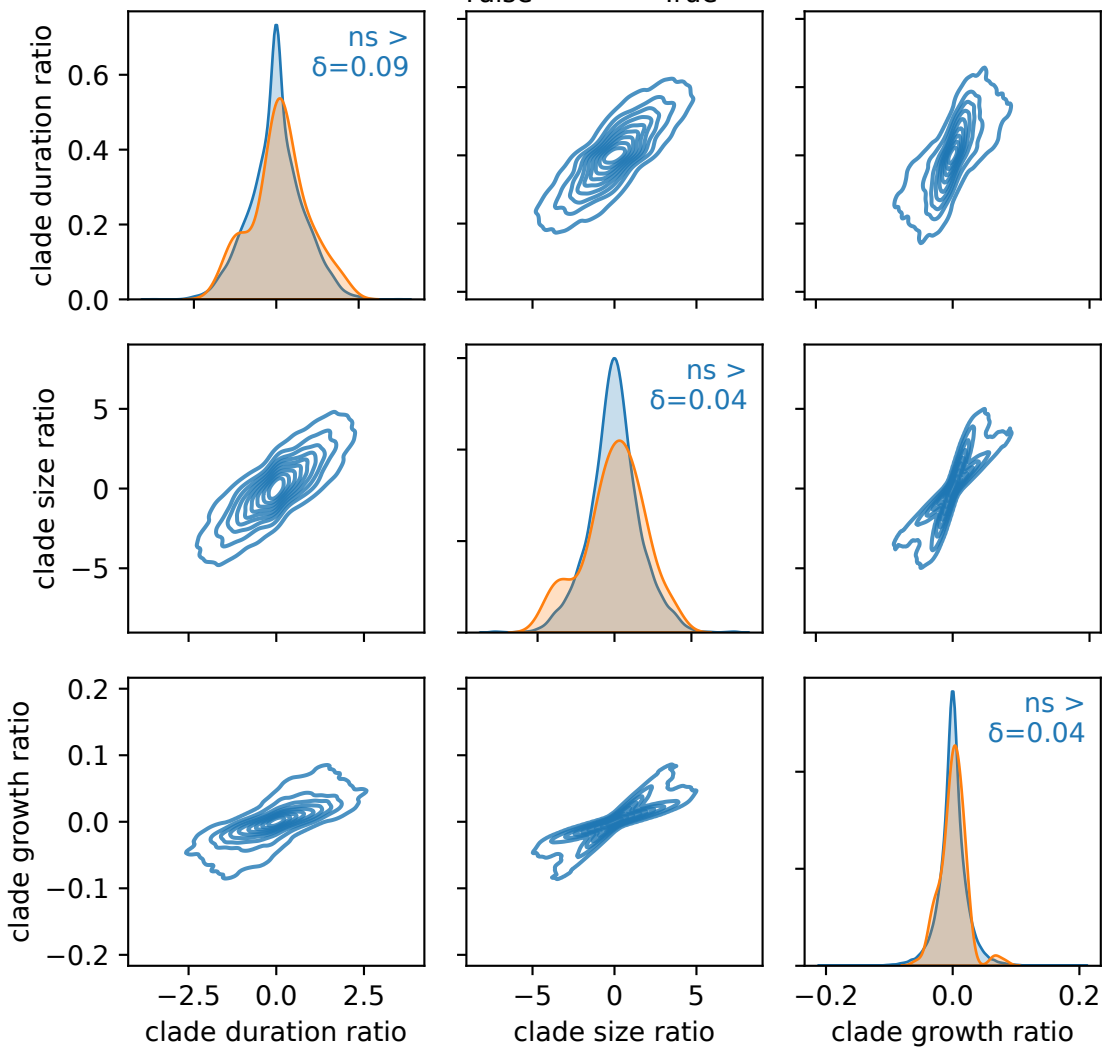 clade duration ratio
0.6
0.4
0.2
0.0
ns >
δ=0.09
clade size ratio
5
0
−5
ns >
δ=0.04
clade growth ratio
0.2
0.1
0.0
−0.1
−0.2
ns >
δ=0.04
−2.5 0.0 2.5
−5 0 5
−0.2 0.0 0.2
clade duration ratio
clade size ratio
clade growth ratio